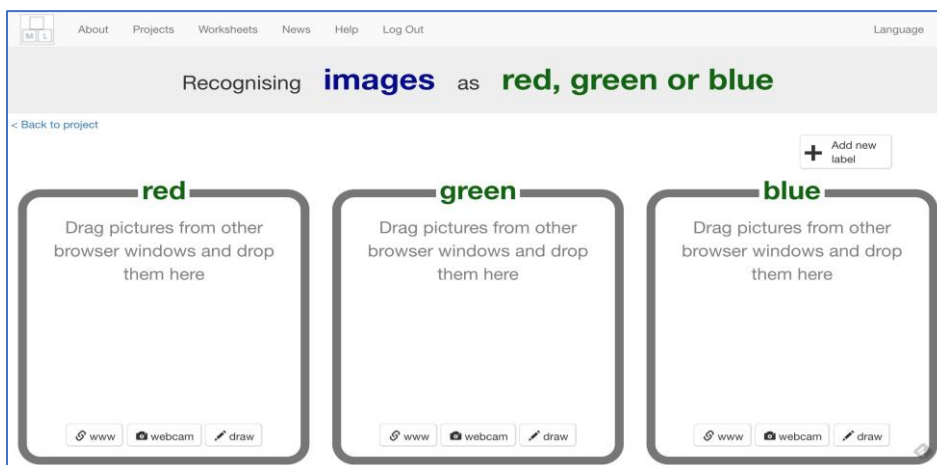 M L About Projects Worksheets News Help Log Out Language
Recognising images as red, green or blue
< Back to project
Add new
label
red
Drag pictures from other
browser windows and drop
them here
www webcam draw
green
Drag pictures from other
browser windows and drop
them here
www webcam draw
blue
Drag pictures from other
browser windows and drop
them here
www webcam draw